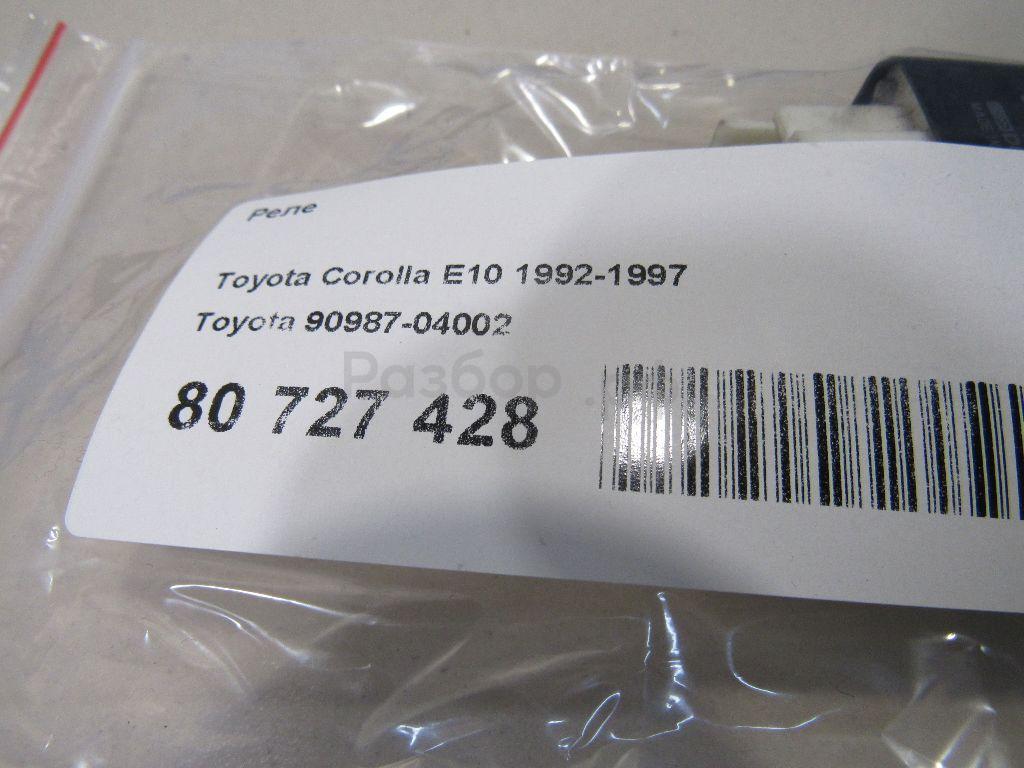 Реле
Toyota Corolla E10 1992-1997
Toyota 90987-04002
Разбор
80 727 428